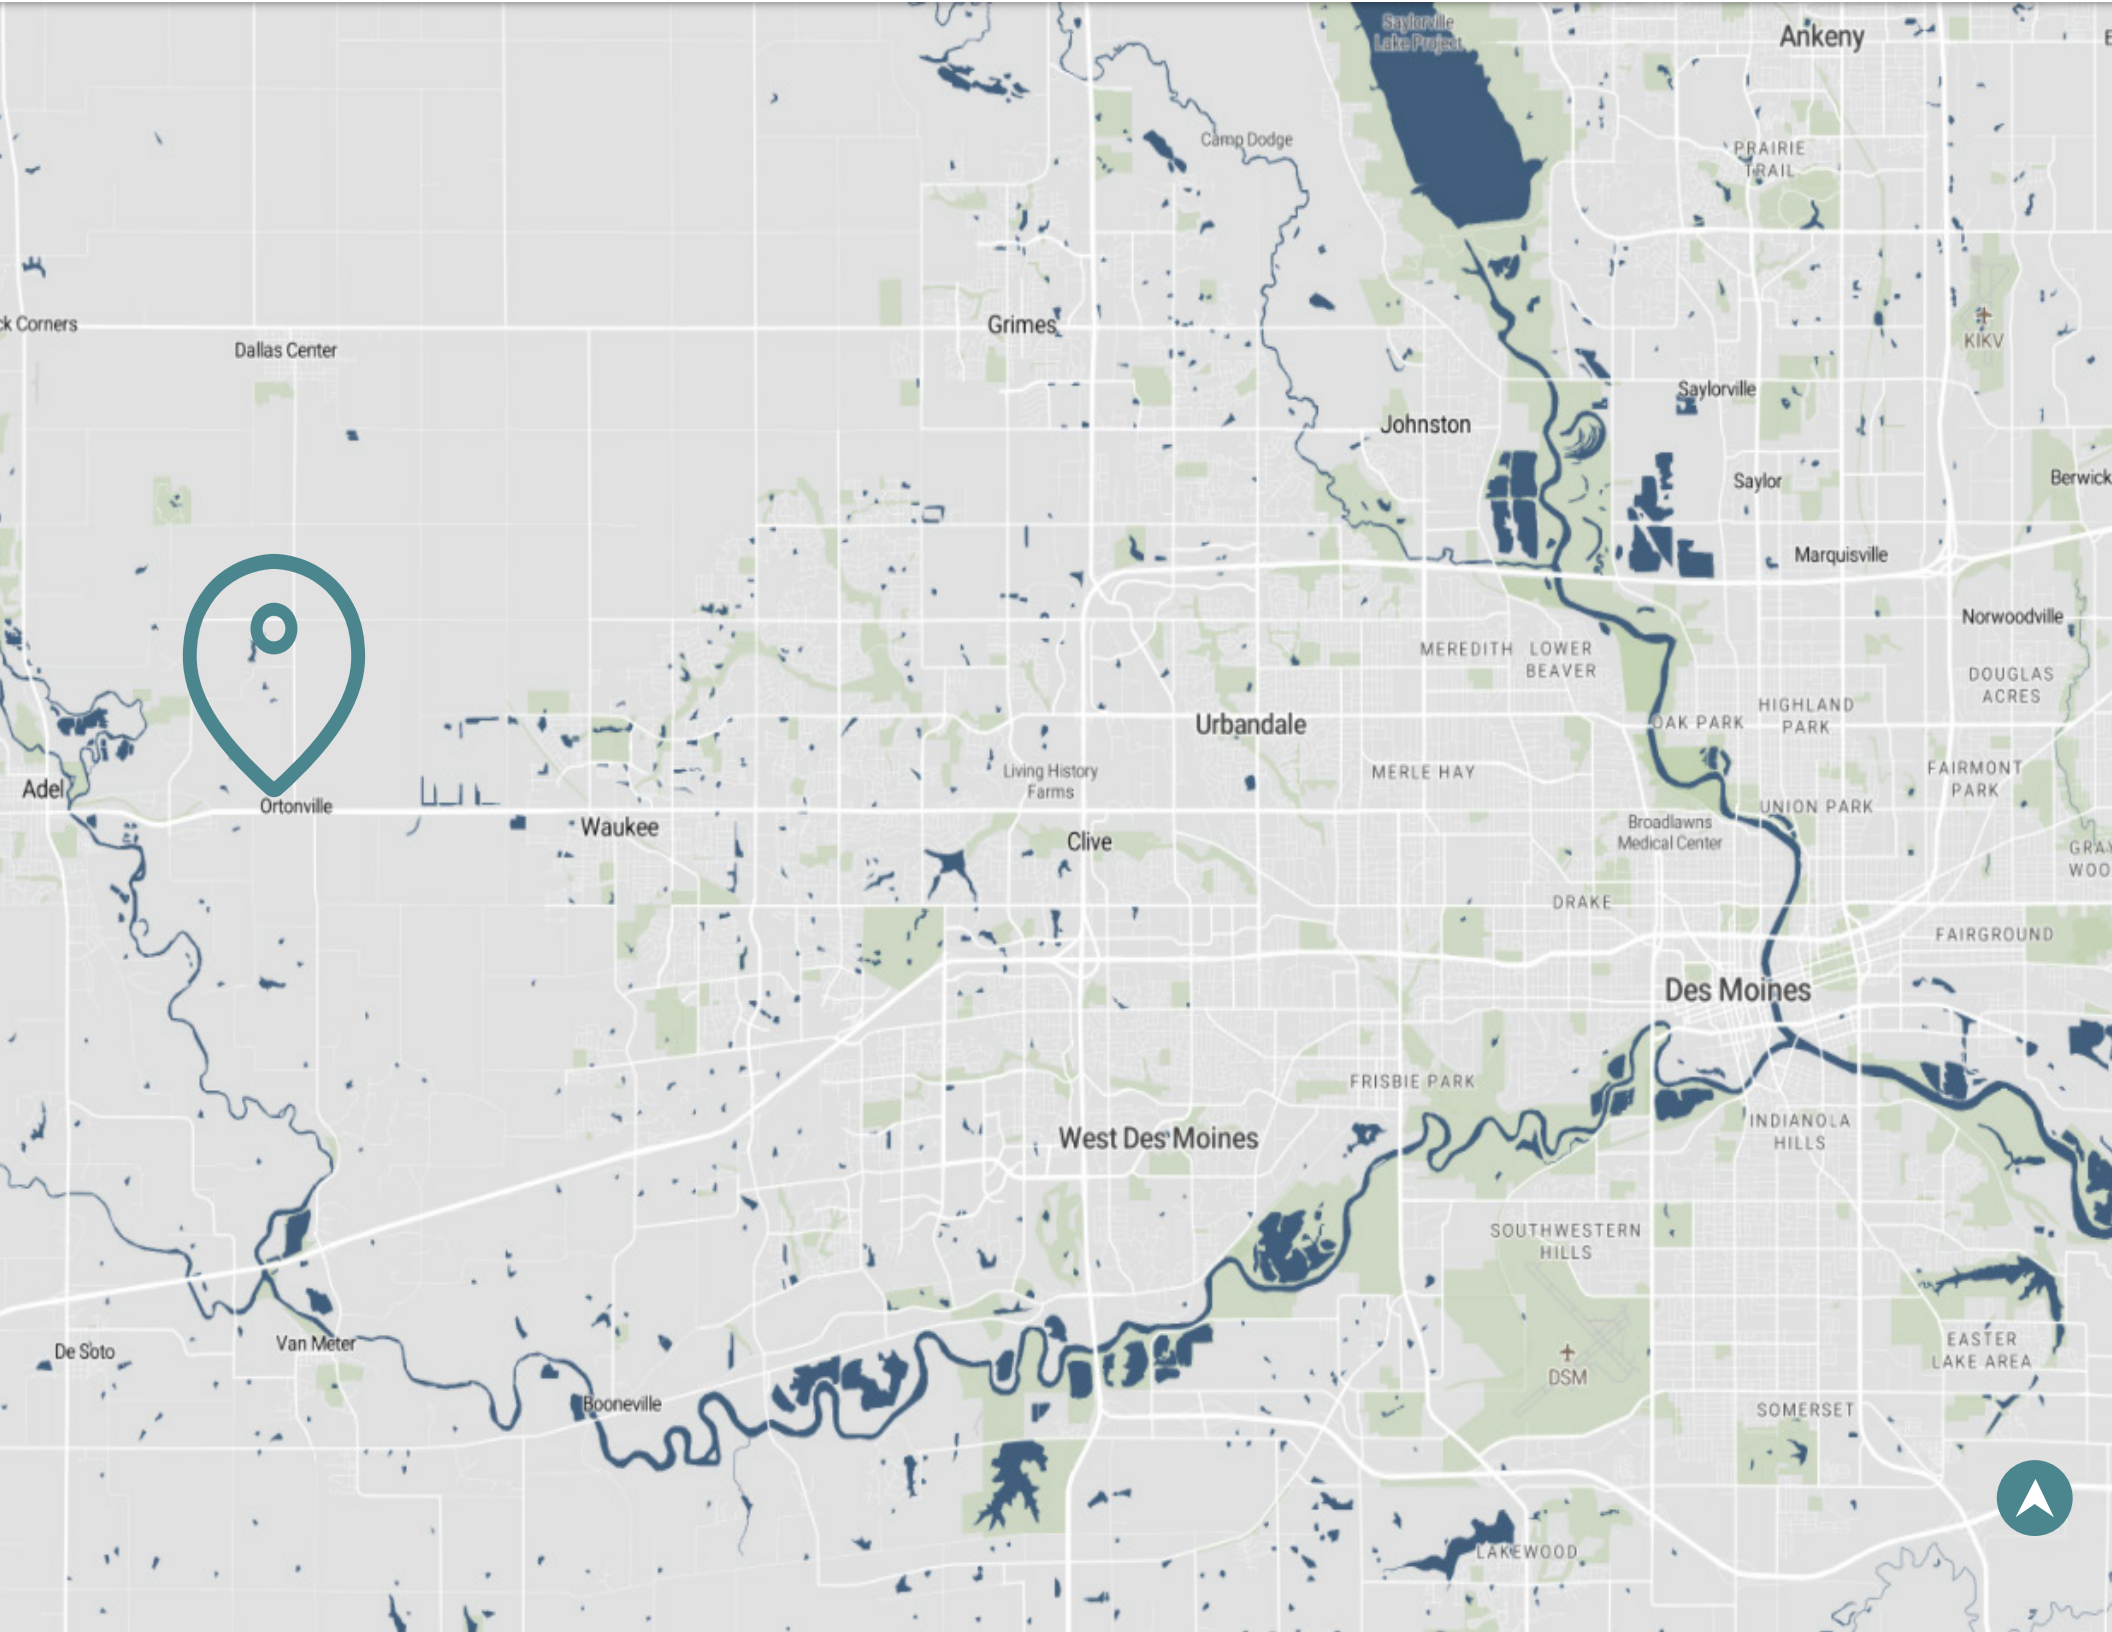 Saylorville
Lake Project
Ankeny
Camp Dodge
PRAIRIE
TRAIL
ck Corners
Grimes
KIKV
Dallas Center
Saylorville
Johnston
Saylor
Berwick
Marquisville
Norwoodville
MEREDITH
LOWER
BEAVER
DOUGLAS
ACRES
HIGHLAND
PARK
OAK PARK
Urbandale
Living History
Farms
MERLE HAY
FAIRMONT
PARK
Adel
Ortonville
UNION PARK
Waukee
Clive
Broadlawns
Medical Center
GRAY
WOO
DRAKE
FAIRGROUND
Des Moines
FRISBIE PARK
West Des Moines
INDIANOLA
HILLS
SOUTHWESTERN
HILLS
De Soto
Van Meter
EASTER
LAKE AREA
DSM
Booneville
SOMERSET
LAKEWOOD